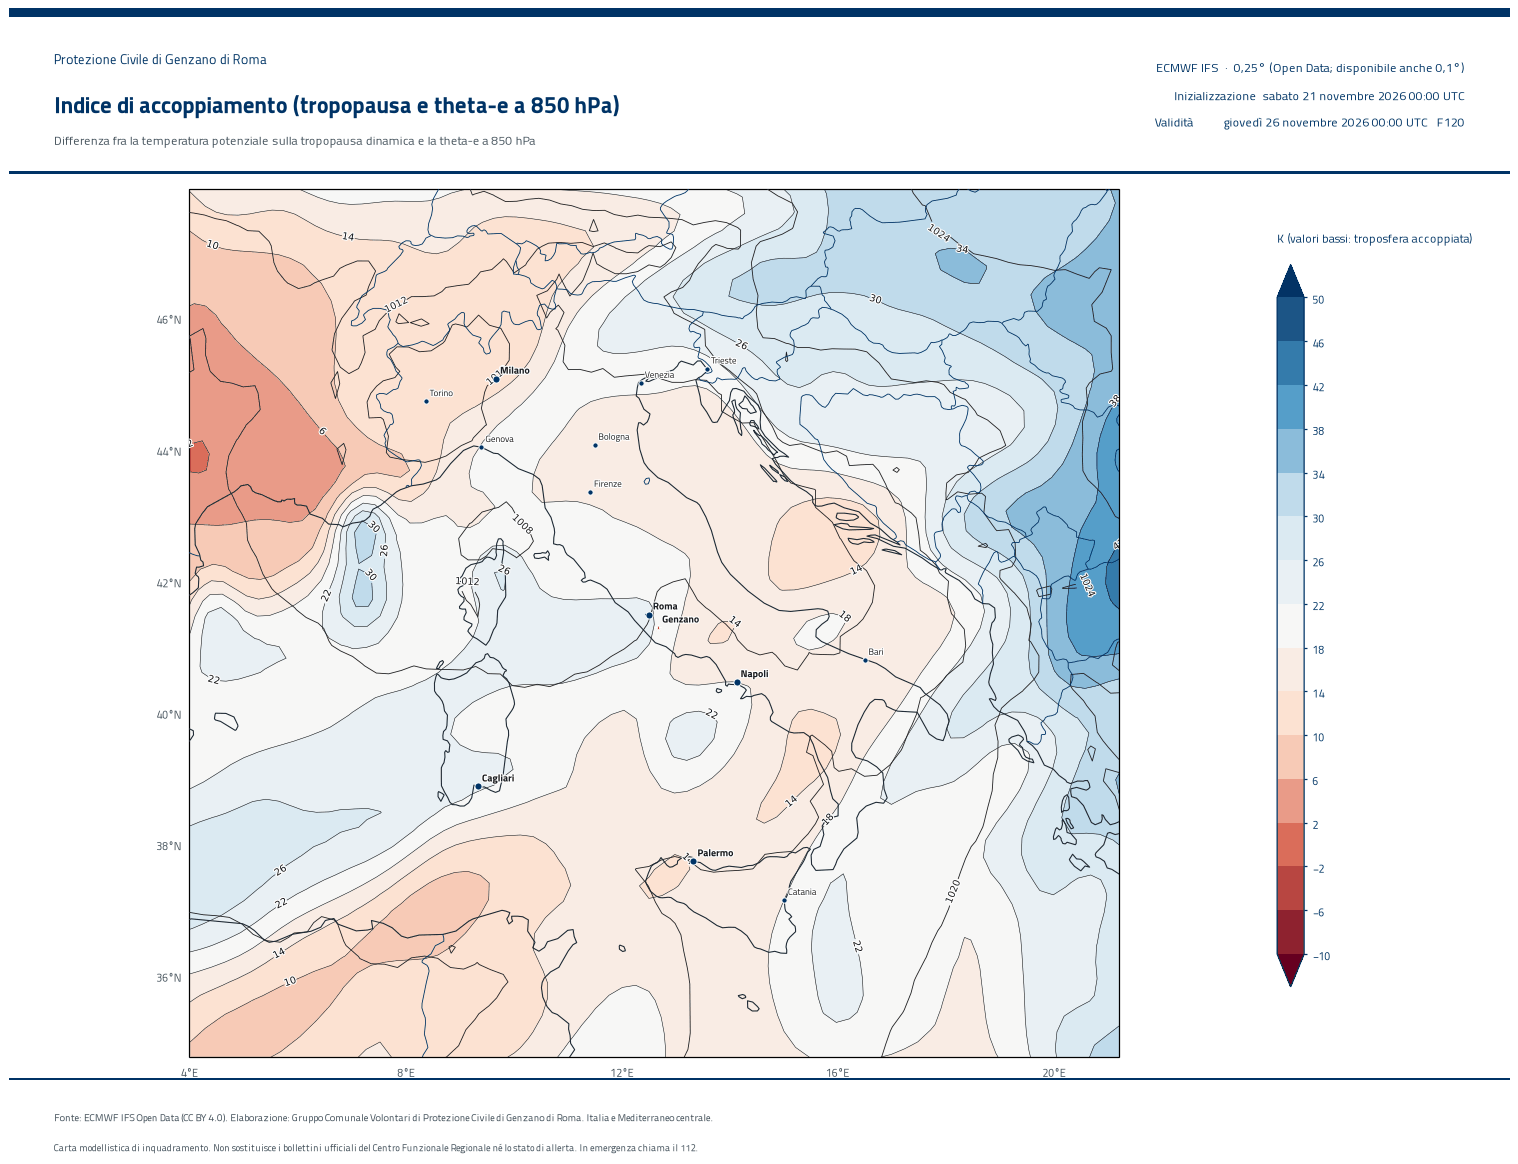 Protezione Civile di Genzano di Roma
Indice di accoppiamento (tropopausa e theta-e a 850 hPa)
Differenza fra la temperatura potenziale sulla tropopausa dinamica e la theta-e a 850 hPa
ECMWF IFS · 0,25° (Open Data; disponibile anche 0,1°)
Inizializzazione sabato 21 novembre 2026 00:00 UTC
Validità giovedì 26 novembre 2026 00:00 UTC F120
K (valori bassi: troposfera accoppiata)
50
46
42
38
34
30
26
22
18
14
10
6
2
−2
−6
−10
46°N
44°N
42°N
40°N
38°N
36°N
4°E
8°E
12°E
16°E
20°E
10
14
1012
1024
34
30
26
38
6
30
26
30
22
1008
26
1012
14
18
14
1024
22
22
14
18
26
22
14
10
1020
22
Milano
Torino
Genova
Venezia
Trieste
Bologna
Firenze
Roma
Genzano
Napoli
Bari
Cagliari
Palermo
Catania
Fonte: ECMWF IFS Open Data (CC BY 4.0). Elaborazione: Gruppo Comunale Volontari di Protezione Civile di Genzano di Roma. Italia e Mediterraneo centrale.
Carta modellistica di inquadramento. Non sostituisce i bollettini ufficiali del Centro Funzionale Regionale né lo stato di allerta. In emergenza chiama il 112.